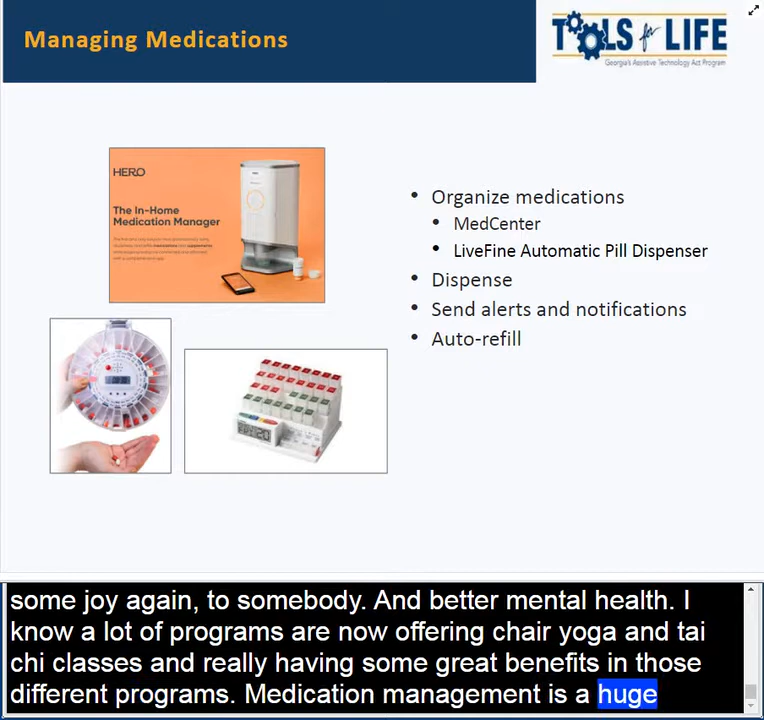 Managing Medications
TOOLS for LIFE
Georgia's Assistive Technology Act Program
HERO
The In-Home
Medication Manager
• Organize medications
• MedCenter
• LiveFine Automatic Pill Dispenser
• Dispense
• Send alerts and notifications
• Auto-refill
some joy again, to somebody. And better mental health. I
know a lot of programs are now offering chair yoga and tai
chi classes and really having some great benefits in those
different programs. Medication management is a huge